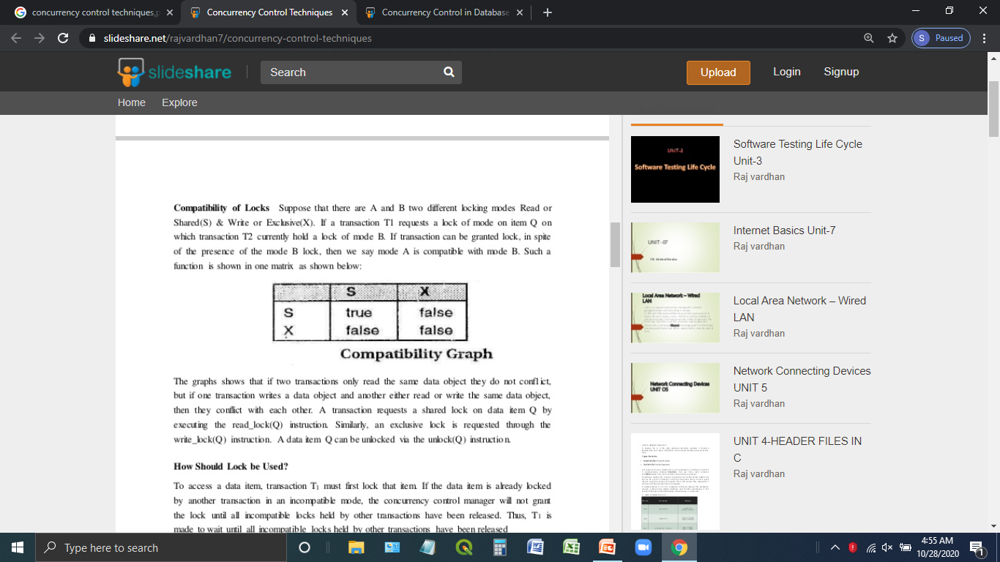 concurrency control techniques,p
Concurrency Control Techniques
Concurrency Control in Database
slideshare.net/rajvardhan7/concurrency-control-techniques
S Paused
slideshare
Search
Upload
Login
Signup
Home
Explore
Compatibility of Locks Suppose that there are A and B two different locking modes Read or
Shared(S) & Write or Exclusive(X). If a transaction T1 requests a lock of mode on item Q on
which transaction T2 currently hold a lock of mode B. If transaction can be granted lock, in spite
of the presence of the mode B lock, then we say mode A is compatible with mode B. Such a
function is shown in one matrix as shown below:
S X
S true false
X false false
Compatibility Graph
The graphs shows that if two transactions only read the same data object they do not conflict,
but if one transaction writes a data object and another either read or write the same data object,
then they conflict with each other. A transaction requests a shared lock on data item Q by
executing the read_lock(Q) instruction. Similarly, an exclusive lock is requested through the
write_lock(Q) instruction. A data item Q can be unlocked via the unlock(Q) instruction.
How Should Lock be Used?
To access a data item, transaction T1 must first lock that item. If the data item is already locked
by another transaction in an incompatible mode, the concurrency control manager will not grant
the lock until all incompatible locks held by other transactions have been released. Thus, T1 is
made to wait until all incompatible locks held by other transactions have been released
UNIT-3
Software Testing Life Cycle
Software Testing Life Cycle
Unit-3
Raj vardhan
UNIT -07
Internet Basics Unit-7
Raj vardhan
Local Area Network – Wired
LAN
Local Area Network – Wired
LAN
Raj vardhan
Network Connecting Devices
UNIT 05
Network Connecting Devices
UNIT 5
Raj vardhan
UNIT 4-HEADER FILES IN
C
Raj vardhan
Type here to search
4:55 AM
10/28/2020
1